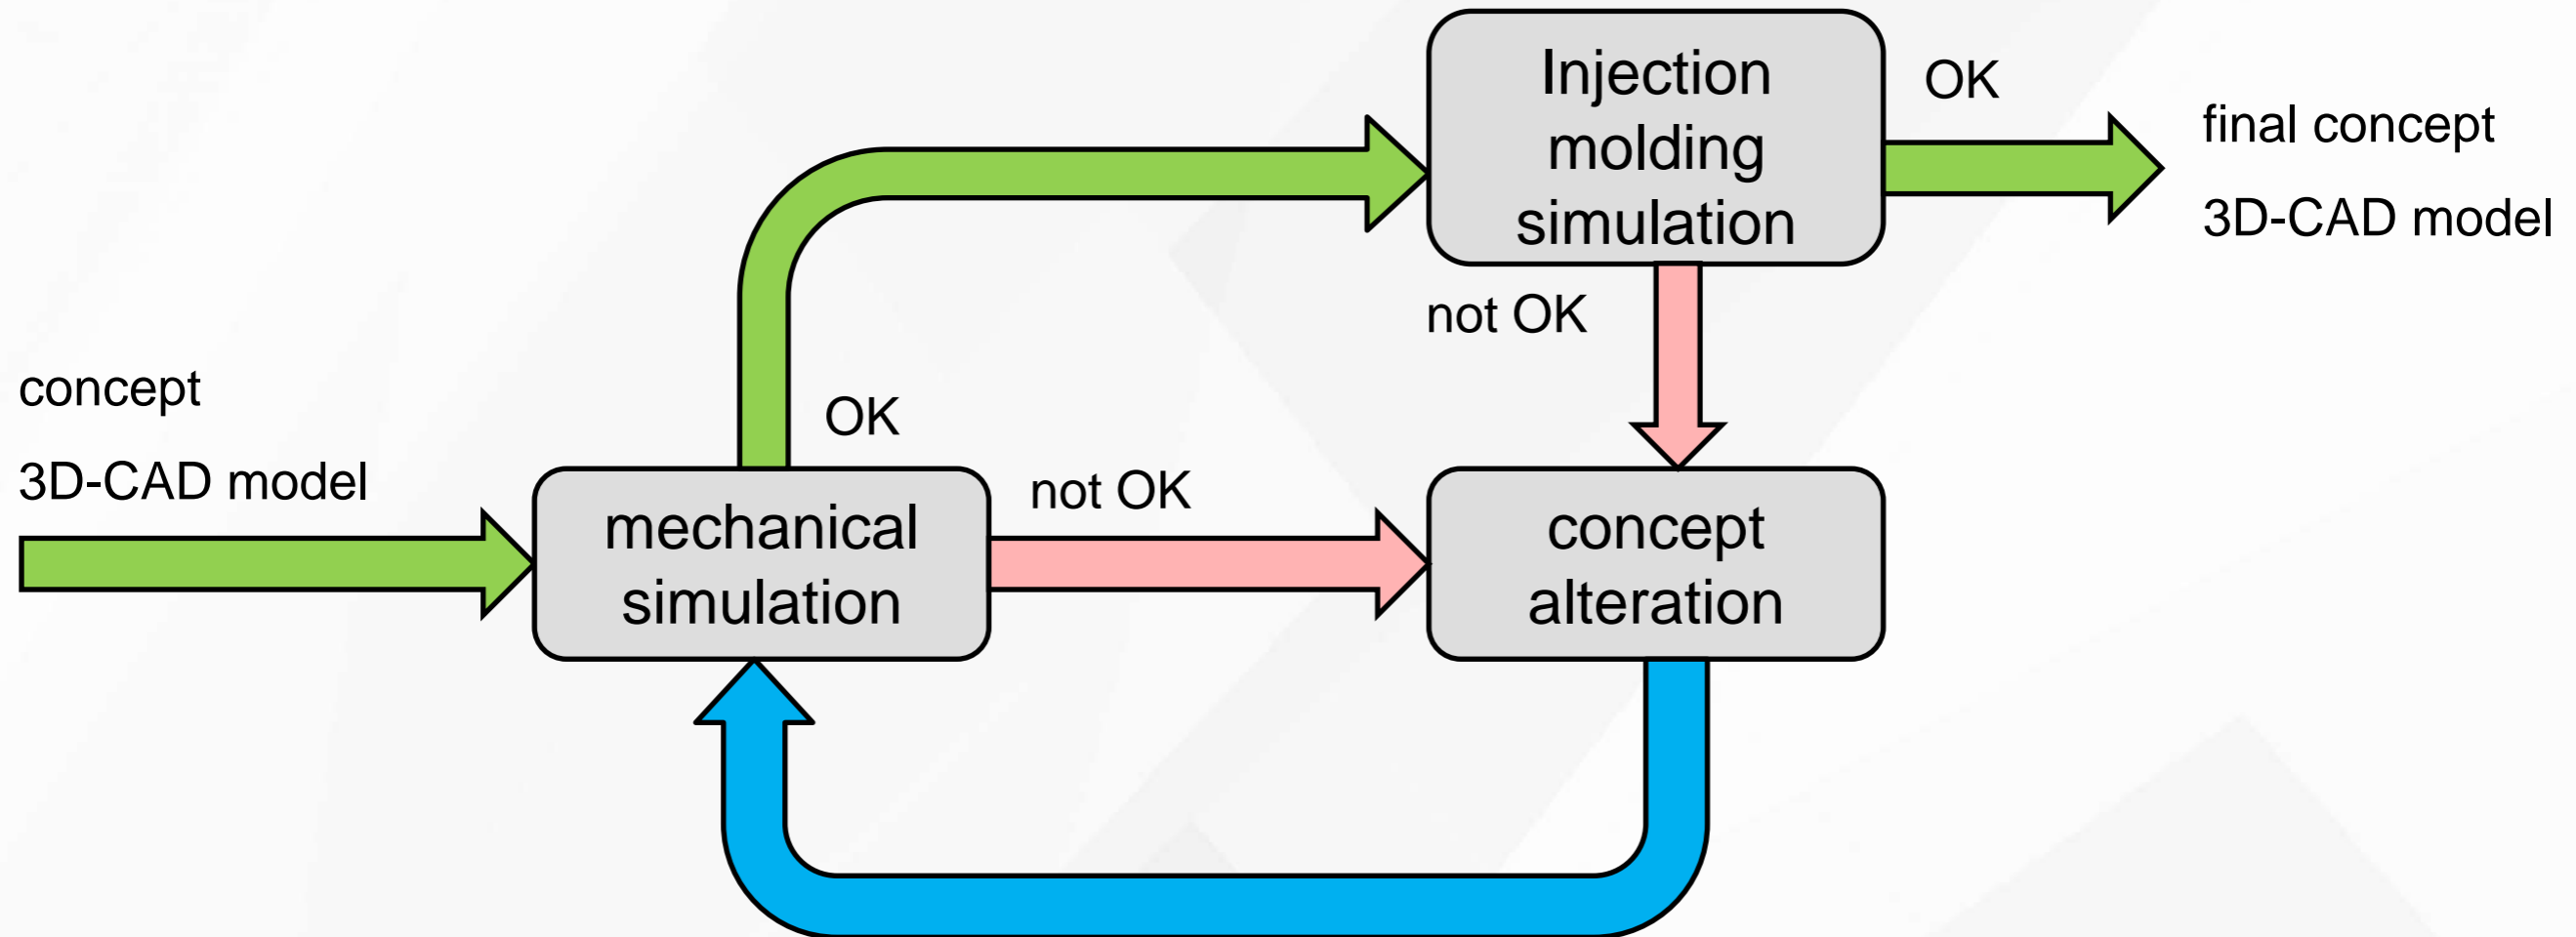 concept
3D-CAD model
mechanical
simulation
OK
not OK
Injection
molding
simulation
OK
not OK
concept
alteration
final concept
3D-CAD model